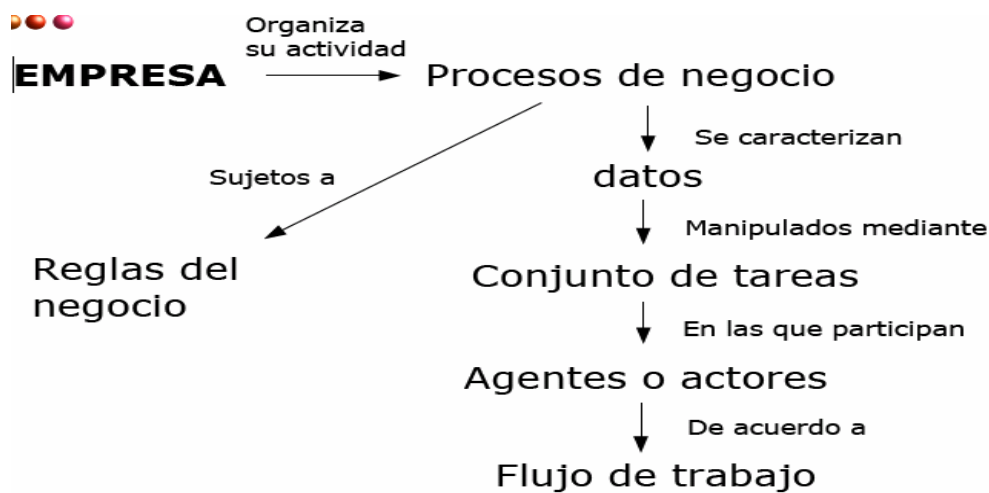 Organiza
su actividad
EMPRESA
Procesos de negocio
Se caracterizan
Sujetos a
datos
Manipulados mediante
Reglas del
negocio
Conjunto de tareas
En las que participan
Agentes o actores
De acuerdo a
Flujo de trabajo